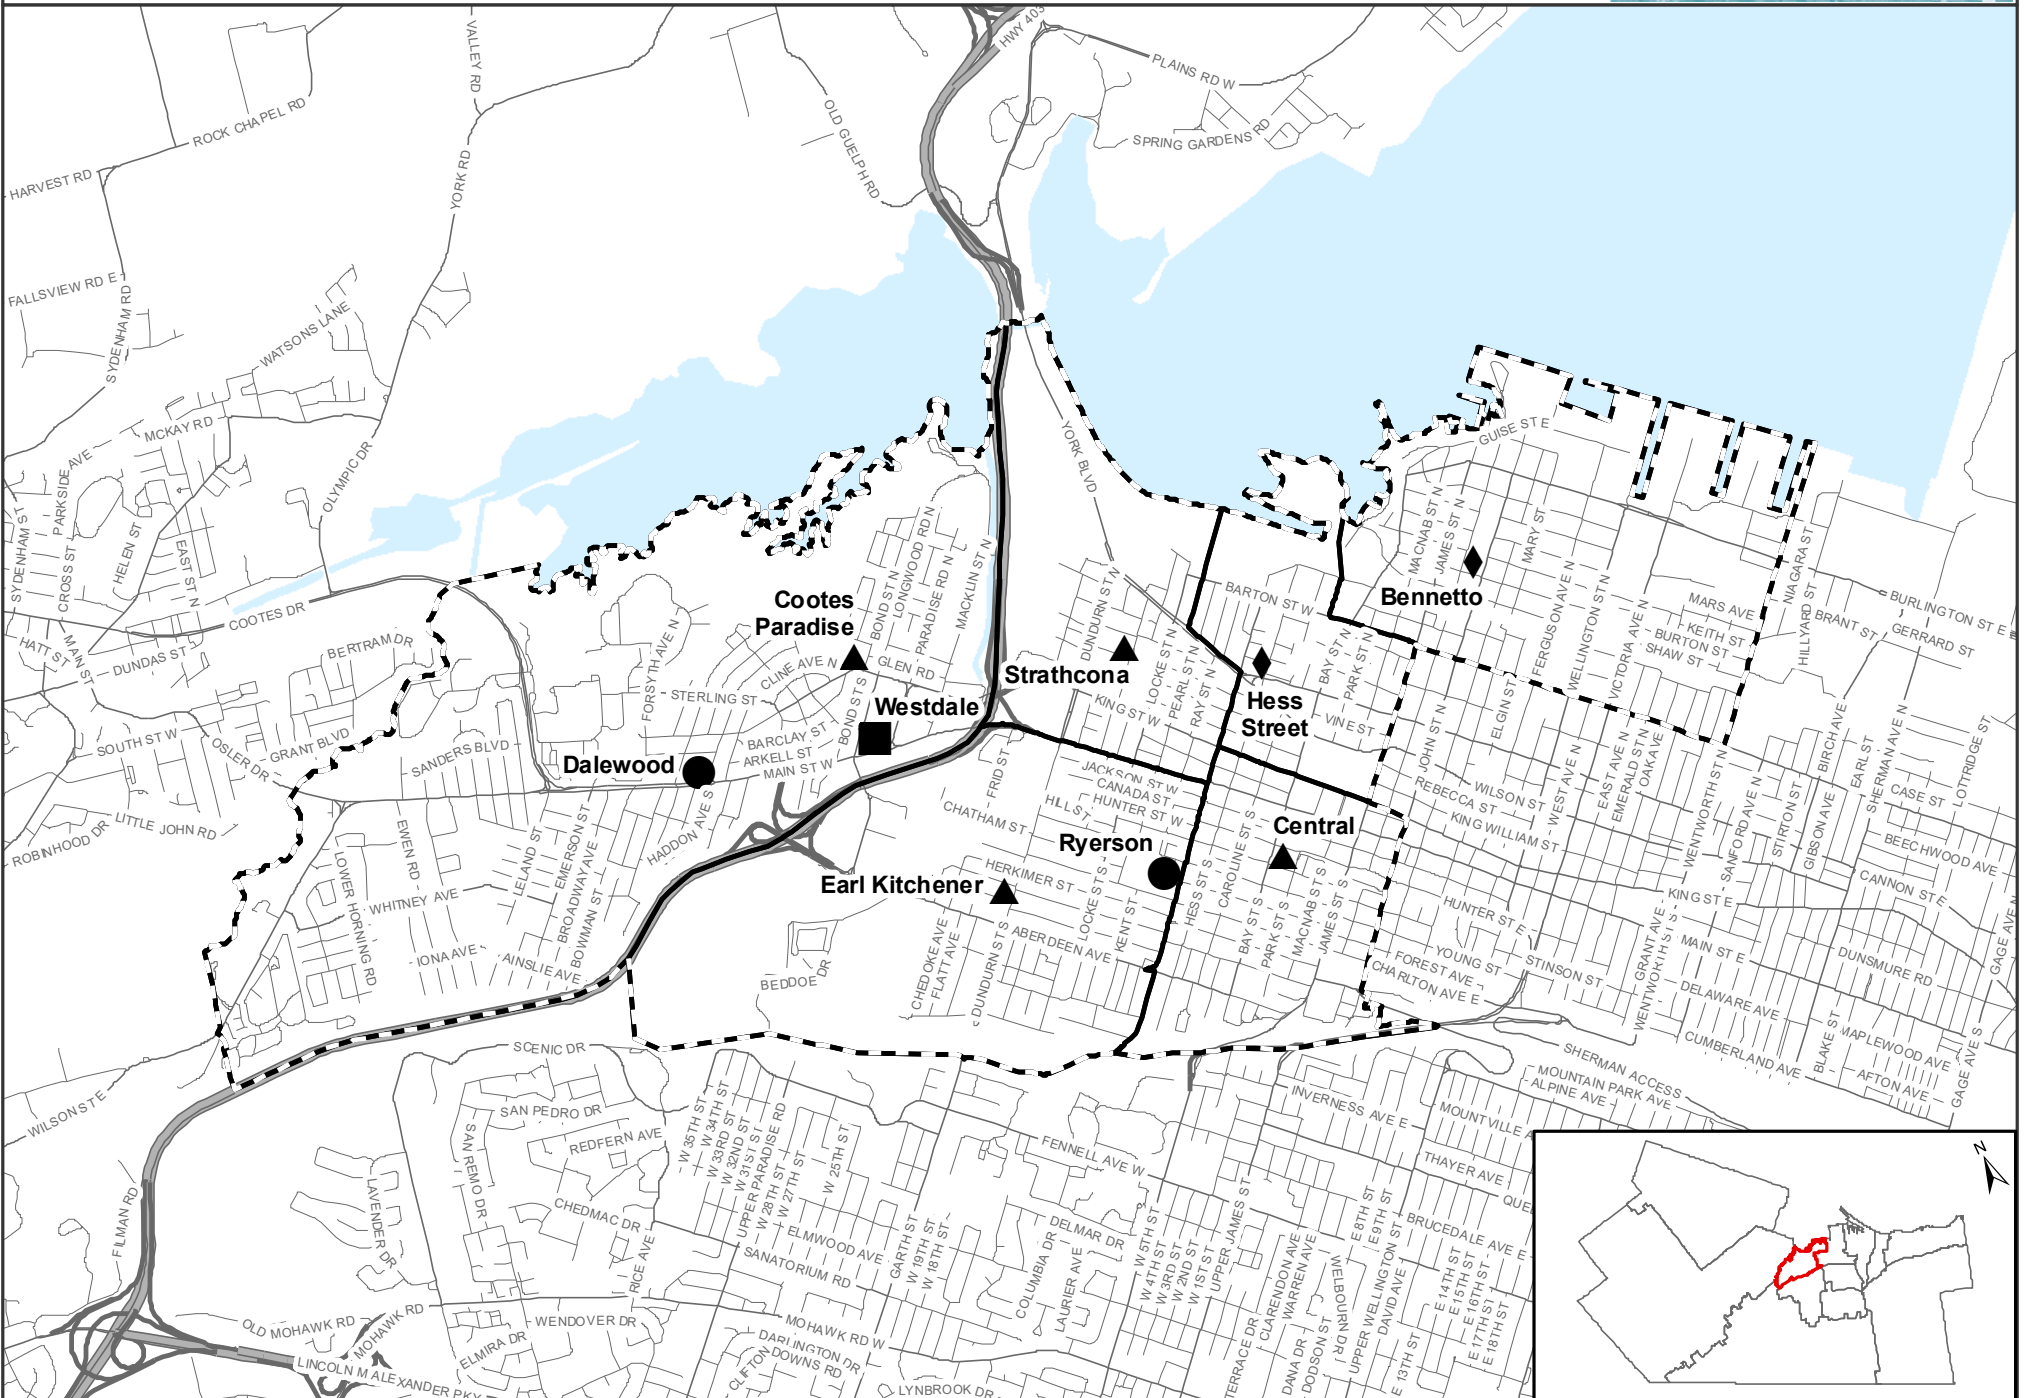 HWY 403
PLAINS RD W
SPRING GARDENS RD
VALLEY RD
ROCK CHAPEL RD
HARVEST RD
YORK RD
OLD GUELPH RD
FALLSVIEW RD E
SYDENHAM RD
WATSONS LANE
MCKAY RD
PARKSIDE AVE
OLYMPIC DR
SYDENHAM ST
CROSS ST
HELEN ST
EAST ST N
COOTES DR
HATT ST
MAIN ST
DUNDAS ST
BERTRAM DR
SOUTH ST W
OSLER DR
GRANT BLVD
SANDERS BLVD
LITTLE JOHN RD
ROBINHOOD DR
LOWER HORNING RD
EWEN RD
WHITNEY AVE
IONA AVE
AINSLIE AVE
LELAND ST
EMERSON ST
BROADWAY AVE
BOWMAN ST
HADDON AVE S
FORSYTH AVE N
STERLING ST
CLINE AVE N
BARCLAY ST
ARKELL ST
MAIN ST W
BOND ST S
BOND ST N
LONGWOOD RD N
PARADISE RD N
MACKLIN ST N
GLEN RD
Cootes
Paradise
Westdale
Dalewood
Strathcona
Hess
Street
Bennetto
Central
Ryerson
Earl Kitchener
YORK BLVD
DUNDURN ST N
LOCKE ST N
PEARL ST N
RAY ST N
KING ST W
BARTON ST W
BAY ST N
PARK ST N
VINE ST
GUISE ST E
MACNAB ST N
JAMES ST N
MARY ST
FERGUSON AVE N
WELLINGTON ST N
VICTORIA AVE N
MARS AVE
KEITH ST
BURTON ST
SHAW ST
NIAGARA ST
HILLYARD ST
BRANT ST
BURLINGTON ST E
GERRARD ST
JOHN ST N
ELGIN ST
REBECCA ST
WILSON ST
KING WILLIAM ST
WEST AVE N
EAST AVE N
EMERALD ST N
OAK AVE
WENTWORTH ST N
SANFORD AVE N
STIRTON ST
GIBSON AVE
BIRCH AVE
EARL ST
SHERMAN AVE N
CASE ST
LOTTRIDGE ST
BEECHWOOD AVE
CANNON ST E
KING ST E
MAIN ST E
DUNSMURE RD
GAGE AVE N
HUNTER ST E
YOUNG ST
FOREST AVE
CHARLTON AVE E
STINSON ST
WENTWORTH ST S
GRANT AVE
DELAWARE AVE
CUMBERLAND AVE
BLAKE ST
MAPLEWOOD AVE
AFTON AVE
GAGE AVE S
FRID ST
CHATHAM ST
HILL ST
JACKSON ST W
CANADA ST
HUNTER ST W
HERKIMER ST
LOCKE ST S
KENT ST
HESS ST S
CAROLINE ST S
BAY ST S
PARK ST S
MACNAB ST S
JAMES ST S
ABERDEEN AVE
CHEDOKE AVE
FLATT AVE
DUNDURN ST S
BEDDOE DR
SCENIC DR
SAN PEDRO DR
REDFERN AVE
SAN REMO DR
CHEDMAC DR
LAVENDER DR
RICE AVE
WILSON ST E
FILMAN RD
OLD MOHAWK RD
MOHAWK RD
LINCOLN M ALEXANDER PKY
ELMIRA DR
WENDOVER DR
W 35TH ST
W 34TH ST
W 33RD ST
W 32ND ST
W 31ST ST
UPPER PARADISE RD
W 28TH ST
W 27TH ST
W 25TH ST
ELMWOOD AVE
SANATORIUM RD
MOHAWK RD W
DARLINGTON DR
DOWNS RD
CLIFTON
LYNBROOK DR
GARTH ST
W 19TH ST
W 18TH ST
FENNELL AVE W
DELMAR DR
COLUMBIA DR
LAURIER AVE
W 5TH ST
W 4TH ST
W 3RD ST
W 2ND ST
W 1ST ST
UPPER JAMES ST
INVERNESS AVE E
MOUNTVILLE A
THAYER AVE
QUE
BRUCEDALE AVE E
SHERMAN ACCESS
MOUNTAIN PARK AVE
ALPINE AVE
TERRACE DR
CLARENDON AVE
WARREN AVE
DANA DR
DODSON ST
WELBOURN DR
UPPER WELLINGTON ST
DAVID AVE
E 8TH ST
E 9TH ST
E 13TH ST
E 14TH ST
E 15TH ST
E 16TH ST
E 17TH ST
E 18TH ST
N